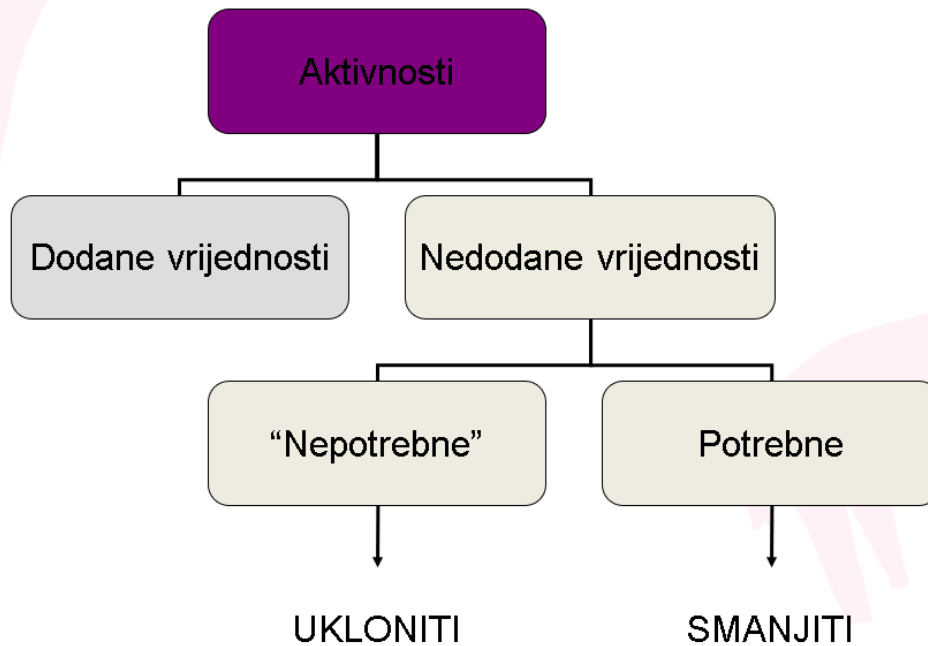 Aktivnosti
Dodane vrijednosti
Nedodane vrijednosti
“Nepotrebne”
Potrebne
UKLONITI
SMANJITI